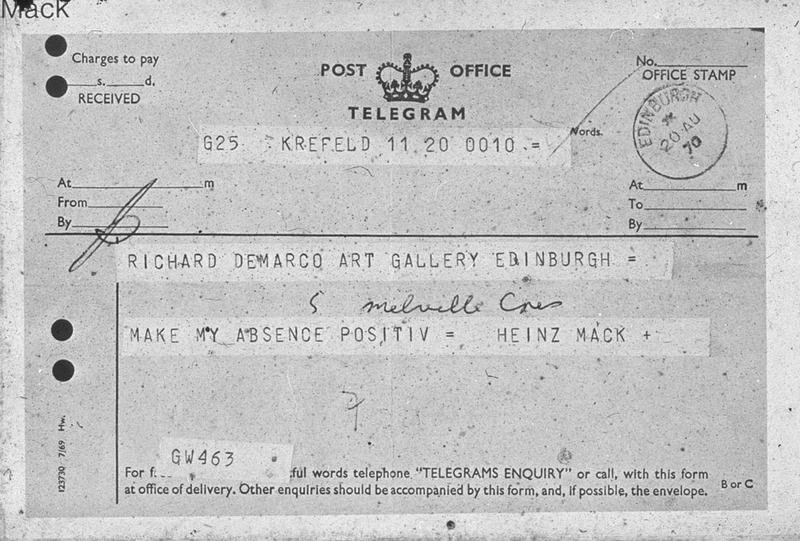 Mack
Charges to pay
s. d.
RECEIVED
POST OFFICE
TELEGRAM
No.
OFFICE STAMP
Words.
EDINBURGH
20 AU
70
G25 KREFELD 11 20 0010 =
At m
From
By
At m
To
By
RICHARD DEMARCO ART GALLERY EDINBURGH =
5 Melville Cres
MAKE MY ABSENCE POSITIV = HEINZ MACK +
GW463
For words telephone "TELEGRAMS ENQUIRY" or call, with this form
at office of delivery. Other enquiries should be accompanied by this form, and, if possible, the envelope.
B or C
123730 7/69 Hw.